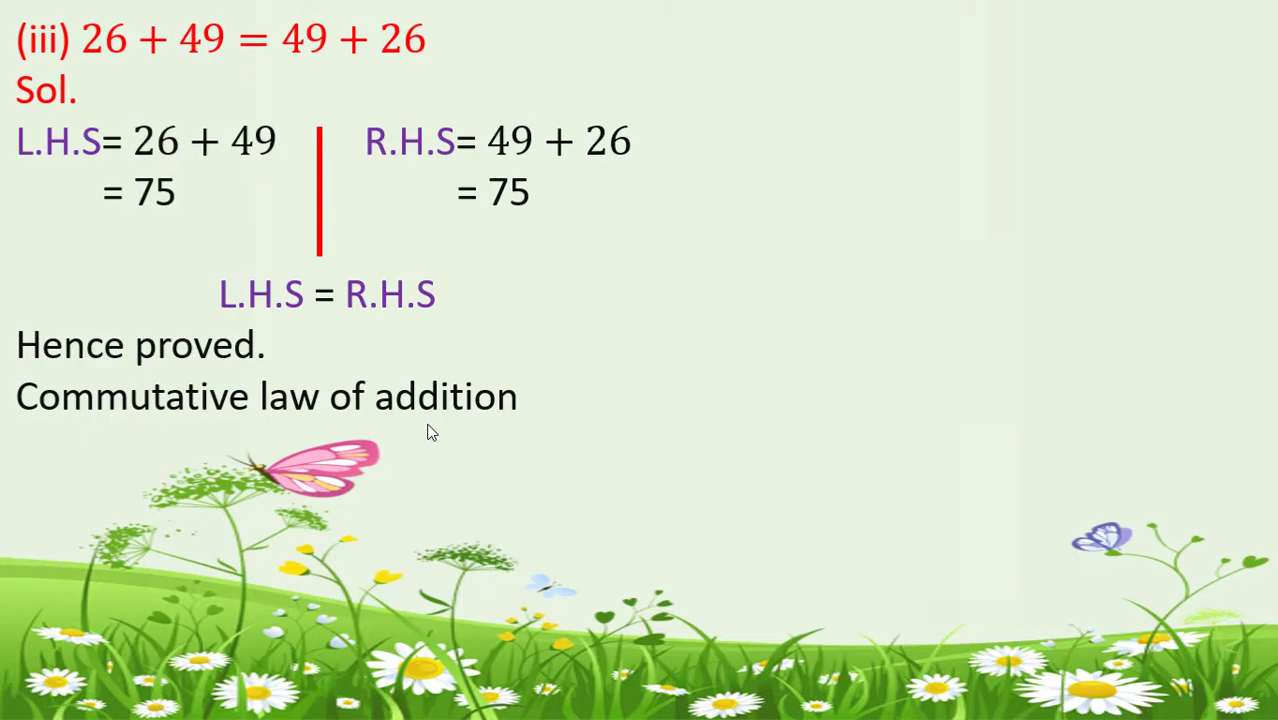 (iii) 26 + 49 = 49 + 26
Sol.
L.H.S= 26 + 49
= 75
R.H.S= 49 + 26
= 75
L.H.S = R.H.S
Hence proved.
Commutative law of addition